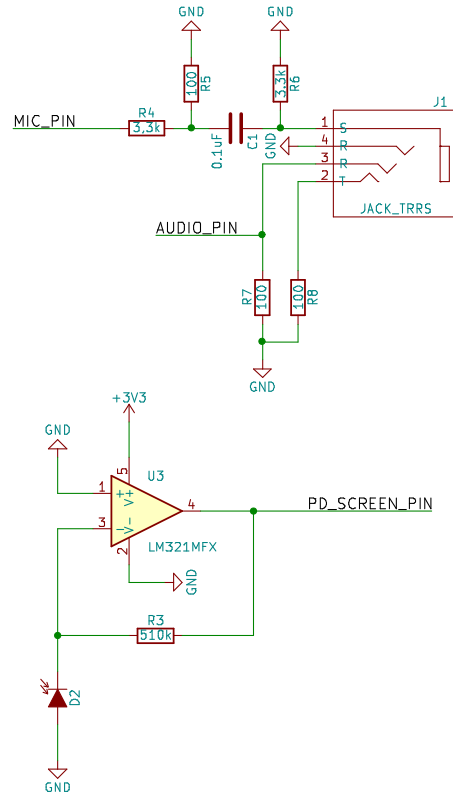 GND GND
100 R5 3.3k R6
J1
R4
MIC_PIN 3.3k 0.1uF C1 GND
1 S
4 R
3 R
2 T
JACK_TRRS
AUDIO_PIN
R7 100 100 R8
GND
+3V3
GND
U3
5
1 + V+ 4 PD_SCREEN_PIN
3 - V-
2 LM321MFX
GND
R3
510k
D2
GND